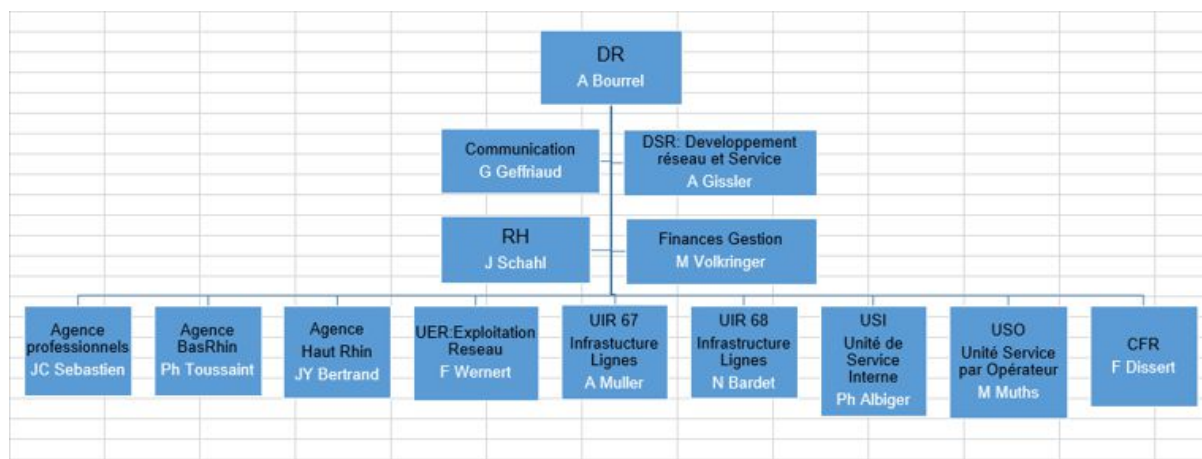 DR
A Bourrel
Communication
G Geffriaud
DSR: Developpement
réseau et Service
A Gissler
RH
J Schahl
Finances Gestion
M Volkringer
Agence
professionnels
JC Sebastien
Agence
BasRhin
Ph Toussaint
Agence
Haut Rhin
JY Bertrand
UER:Exploitation
Reseau
F Wernert
UIR 67
Infrastucture
Lignes
A Muller
UIR 68
Infrastructure
Lignes
N Bardet
USI
Unité de
Service
Interne
Ph Albiger
USO
Unité Service
par Opérateur
M Muths
CFR
F Dissert